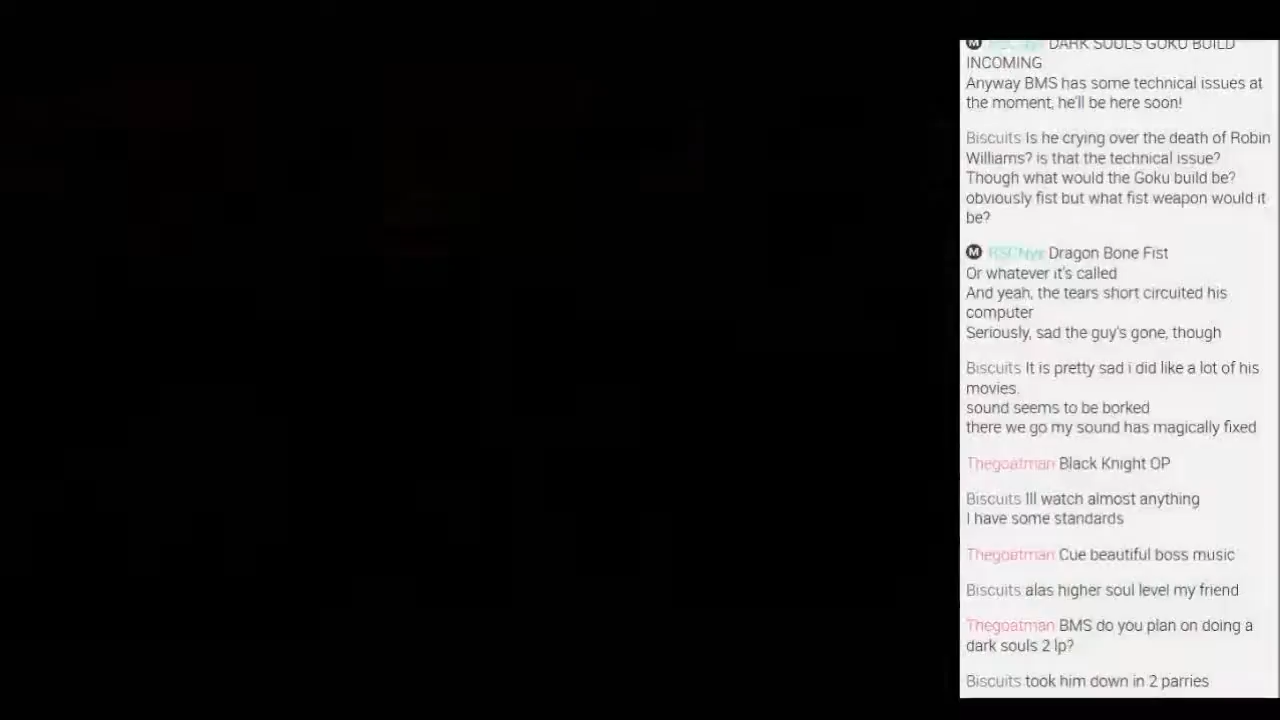 M RSCNyx DARK SOULS GOKU BUILD
INCOMING
Anyway BMS has some technical issues at
the moment, he'll be here soon!
Biscuits Is he crying over the death of Robin
Williams? is that the technical issue?
Though what would the Goku build be?
obviously fist but what fist weapon would it
be?
M RSCNyx Dragon Bone Fist
Or whatever it's called
And yeah, the tears short circuited his
computer
Seriously, sad the guy's gone, though
Biscuits It is pretty sad i did like a lot of his
movies.
sound seems to be borked
there we go my sound has magically fixed
Thegoatman Black Knight OP
Biscuits Ill watch almost anything
I have some standards
Thegoatman Cue beautiful boss music
Biscuits alas higher soul level my friend
Thegoatman BMS do you plan on doing a
dark souls 2 lp?
Biscuits took him down in 2 parries